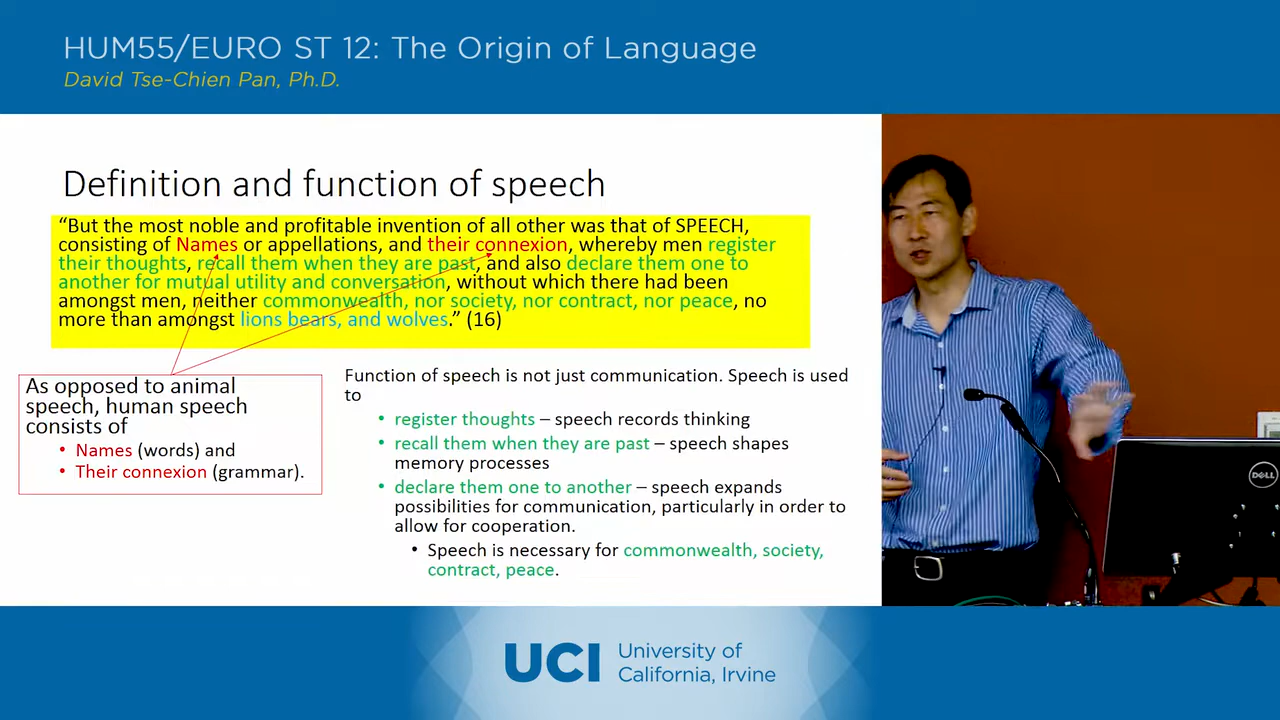 HUM55/EURO ST 12: The Origin of Language
David Tse-Chien Pan, Ph.D.
Definition and function of speech
“But the most noble and profitable invention of all other was that of SPEECH,
consisting of Names or appellations, and their connexion, whereby men register
their thoughts, recall them when they are past, and also declare them one to
another for mutual utility and conversation, without which there had been
amongst men, neither commonwealth, nor society, nor contract, nor peace, no
more than amongst lions bears, and wolves.” (16)
As opposed to animal
speech, human speech
consists of
• Names (words) and
• Their connexion (grammar).
Function of speech is not just communication. Speech is used
to
• register thoughts – speech records thinking
• recall them when they are past – speech shapes
memory processes
• declare them one to another – speech expands
possibilities for communication, particularly in order to
allow for cooperation.
• Speech is necessary for commonwealth, society,
contract, peace.
DELL
UCI University of
California, Irvine